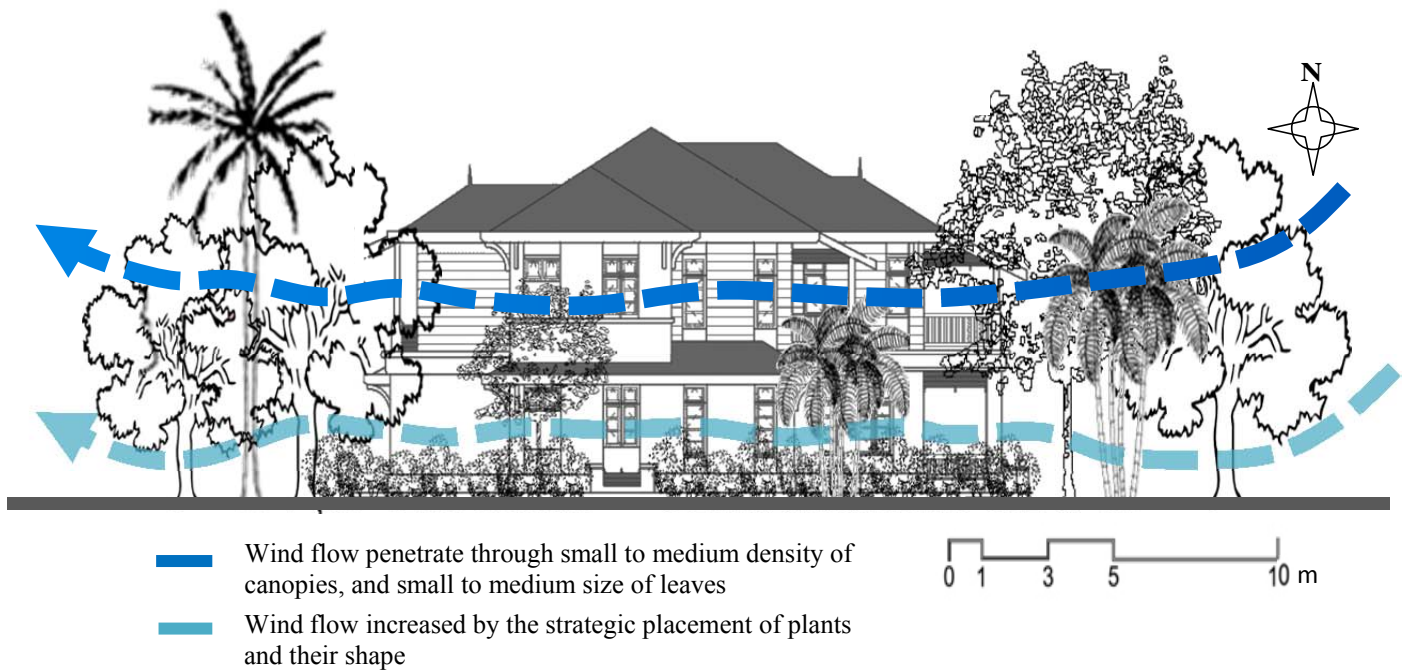 N
Wind flow penetrate through small to medium density of
canopies, and small to medium size of leaves
0 1 3 5 10 m
Wind flow increased by the strategic placement of plants
and their shape